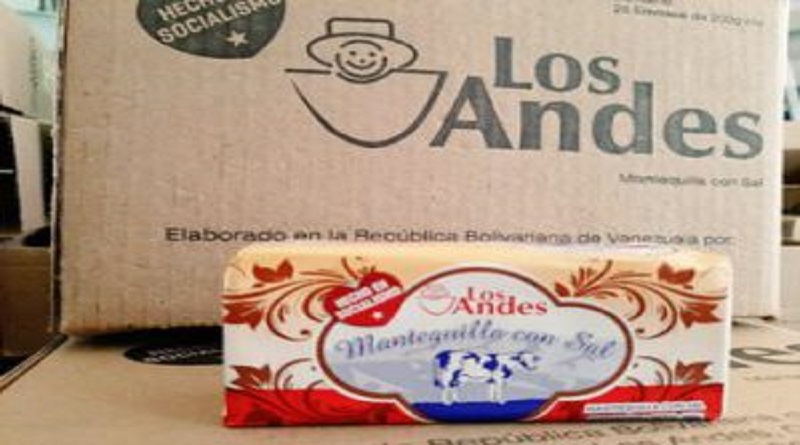 HECHO
SOCIALISMO
Los
Andes
Mantequilla con Sal
Elaborado en la República Bolivariana de Venezuela por:
HECHO EN
Los
Andes
Mantequilla con Sal